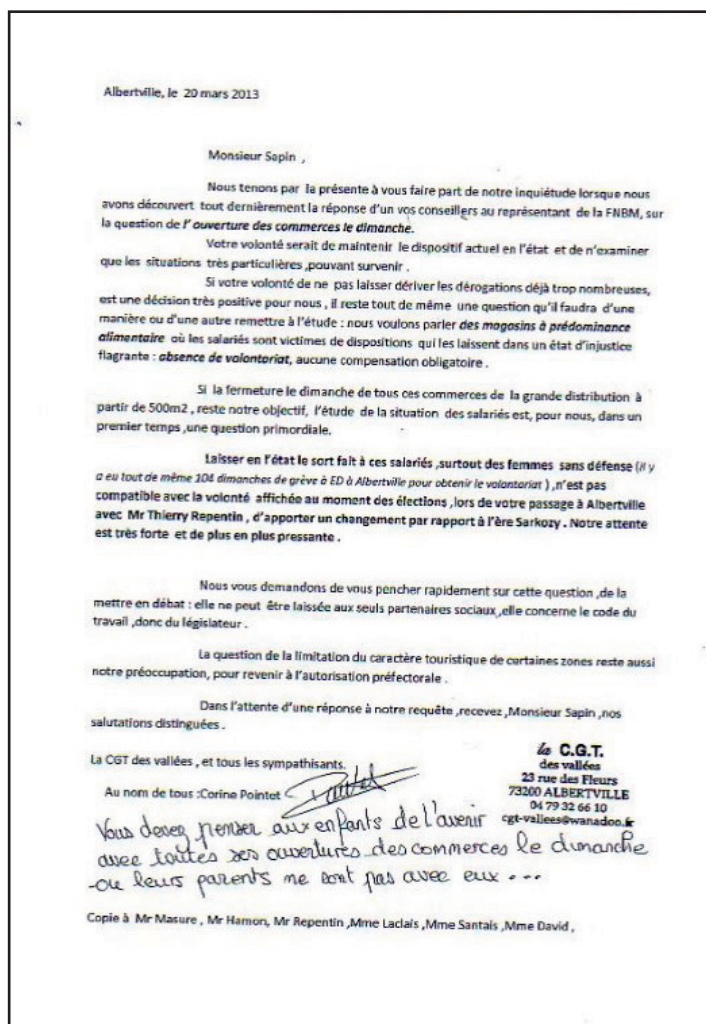 Albertville, le 20 mars 2013
Monsieur Sapin ,
Nous tenons par la présente à vous faire part de notre inquiétude lorsque nous
avons découvert tout dernièrement la réponse d'un vos conseillers au représentant de la FNBM, sur
la question de l' ouverture des commerces le dimanche.
Votre volonté serait de maintenir le dispositif actuel en l'état et de n'examiner
que les situations très particulières ,pouvant survenir .
Si votre volonté de ne pas laisser dériver les dérogations déjà trop nombreuses,
est une décision très positive pour nous , il reste tout de même une question qu'il faudra d'une
manière ou d'une autre remettre à l'étude : nous voulons parler des magasins à prédominance
alimentaire où les salariés sont victimes de dispositions qui les laissent dans un état d'injustice
flagrante : absence de volontariat, aucune compensation obligatoire .
Si la fermeture le dimanche de tous ces commerces de la grande distribution à
partir de 500m2 , reste notre objectif, l'étude de la situation des salariés est, pour nous, dans un
premier temps ,une question primordiale.
Laisser en l'état le sort fait à ces salariés ,surtout des femmes sans défense (il y
a eu tout de même 104 dimanches de grève à ED à Albertville pour obtenir le volontariat ) ,n'est pas
compatible avec la volonté affichée au moment des élections ,lors de votre passage à Albertville
avec Mr Thierry Repentin , d'apporter un changement par rapport à l'ère Sarkozy . Notre attente
est très forte et de plus en plus pressante .
Nous vous demandons de vous pencher rapidement sur cette question ,de la
mettre en débat : elle ne peut être laissée aux seuls partenaires sociaux ,elle concerne le code du
travail ,donc du législateur .
La question de la limitation du caractère touristique de certaines zones reste aussi
notre préoccupation, pour revenir à l'autorisation préfectorale .
Dans l'attente d'une réponse à notre requête ,recevez ,Monsieur Sapin ,nos
salutations distinguées .
La CGT des vallées , et tous les sympathisants.
Au nom de tous :Corine Pointet
la C.G.T.
des vallées
23 rue des Fleurs
73200 ALBERTVILLE
04 79 32 66 10
cgt-vallees@wanadoo.fr
Vous devez penser aux enfants de l'avenir
avec toutes ses ouvertures des commerces le dimanche
ou leurs parents ne sont pas avec eux ...
Copie à Mr Masure , Mr Hamon, Mr Repentin ,Mme Laclais ,Mme Santais ,Mme David ,